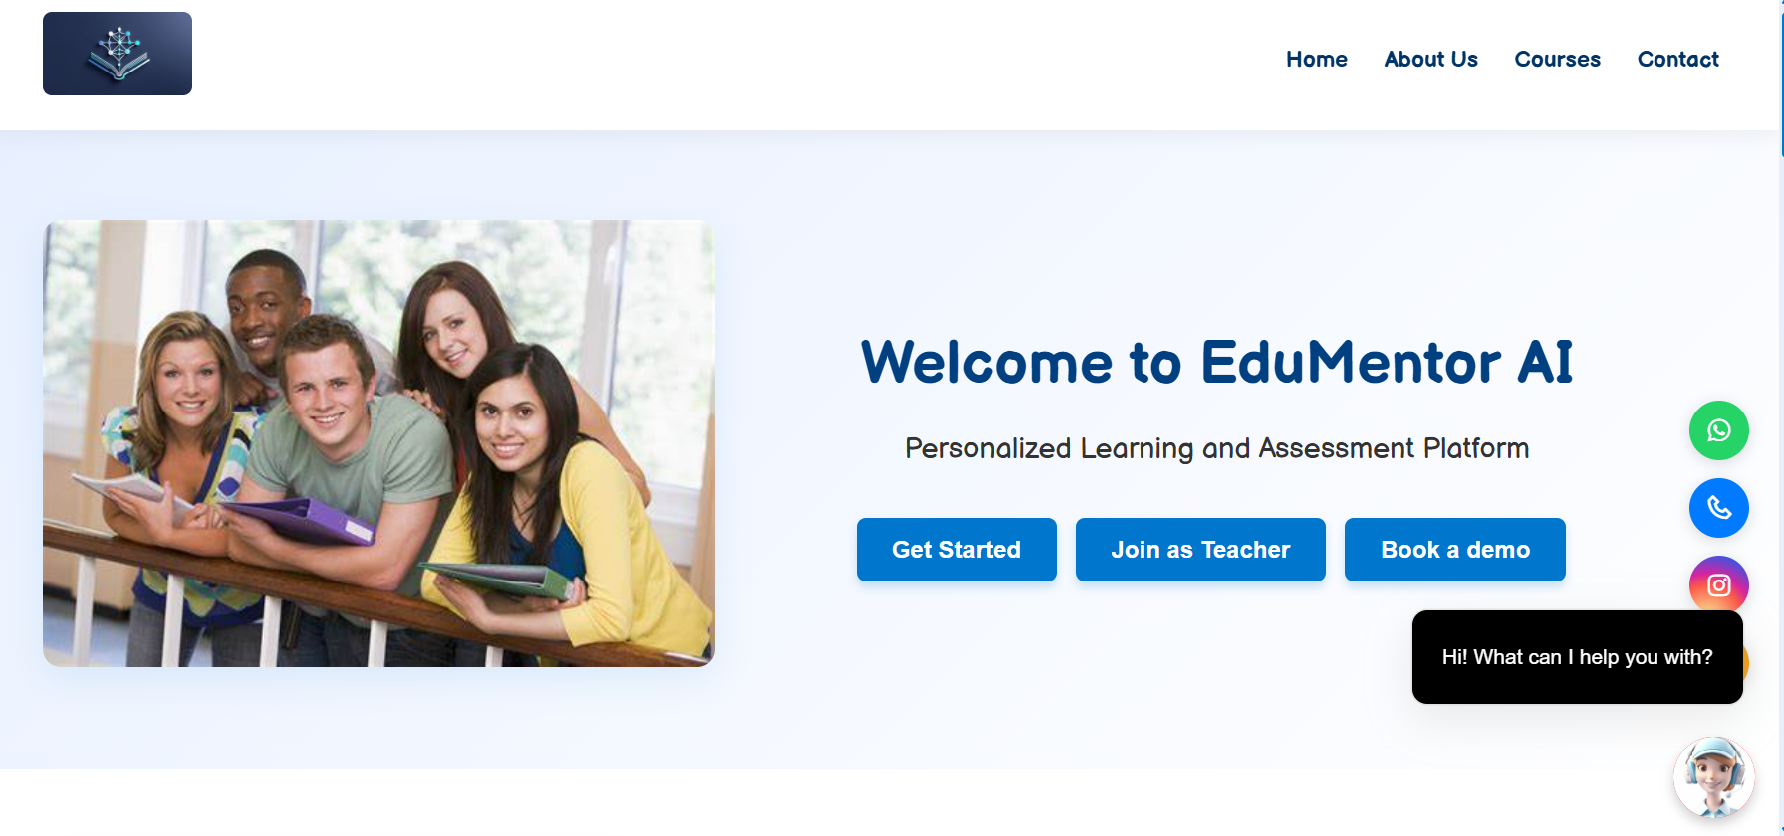 Home About Us Courses Contact
Welcome to EduMentor AI
Personalized Learning and Assessment Platform
Get Started Join as Teacher Book a demo
Hi! What can I help you with?